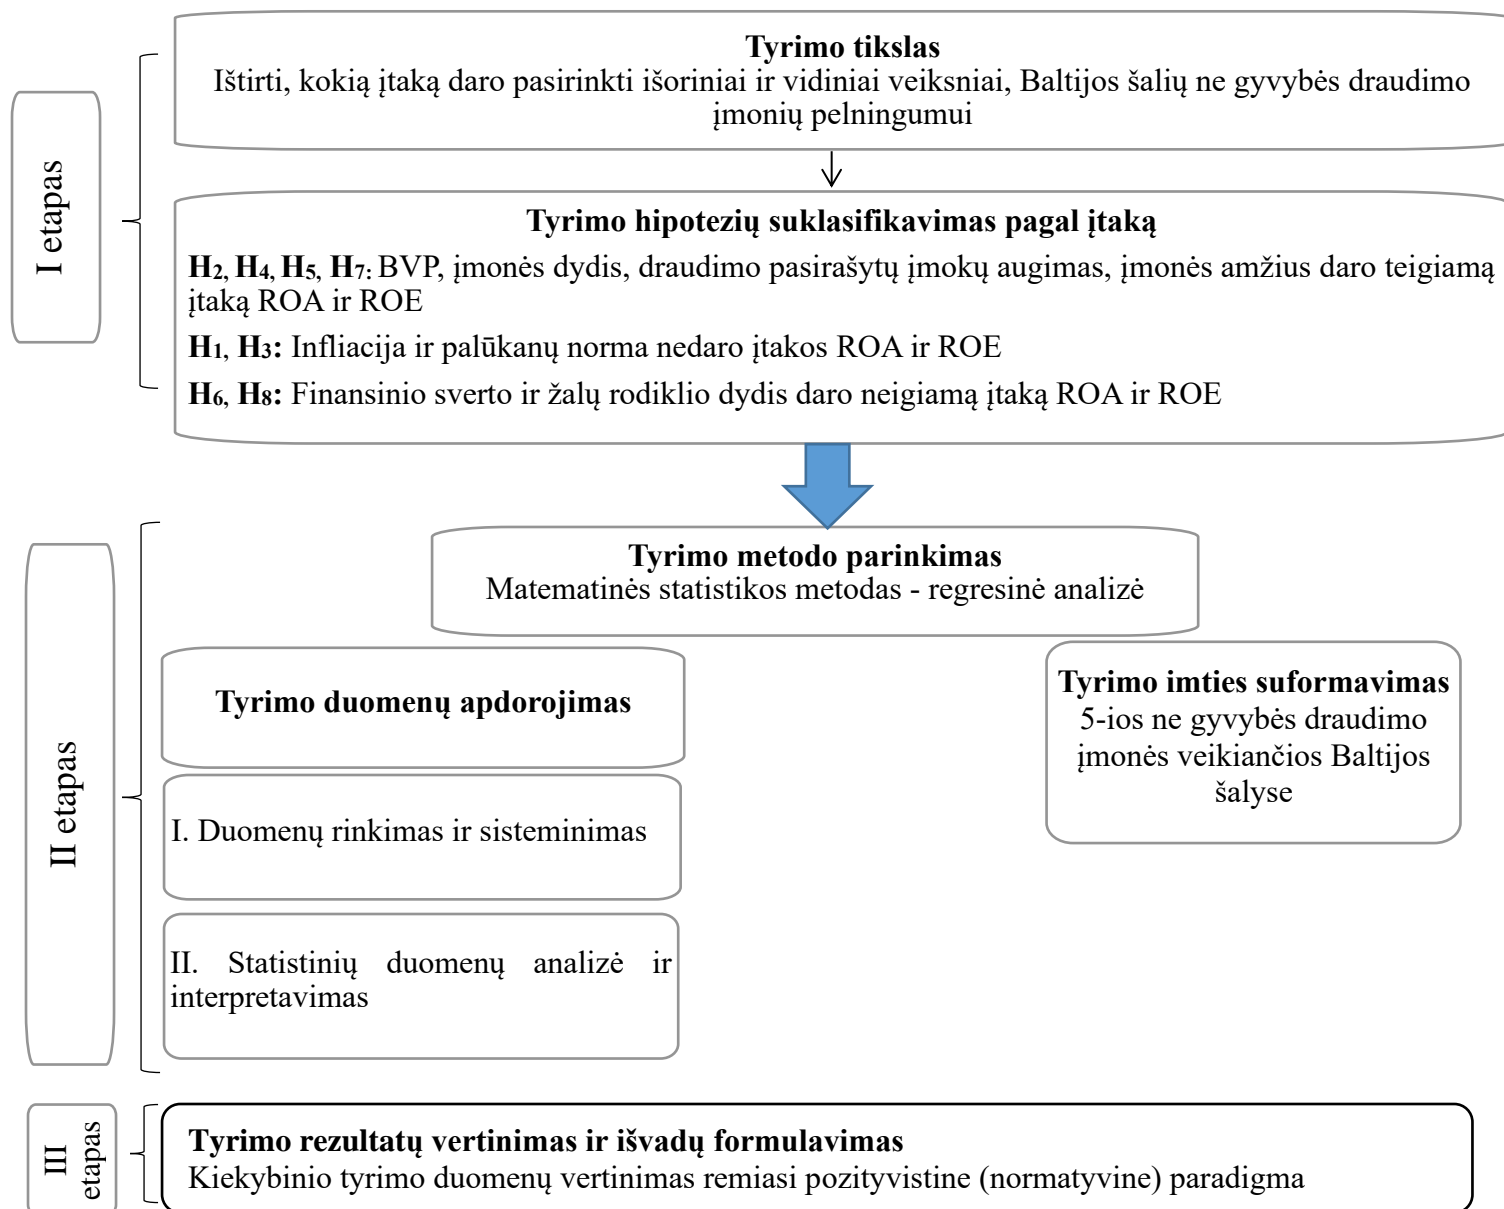 I etapas
Tyrimo tikslas
Ištirti, kokią įtaką daro pasirinkti išoriniai ir vidiniai veiksniai, Baltijos šalių ne gyvybės draudimo
įmonių pelningumui
Tyrimo hipotezių suklasifikavimas pagal įtaką
H₂, H₄, H₅, H₇: BVP, įmonės dydis, draudimo pasirašytų įmokų augimas, įmonės amžius daro teigiamą
įtaką ROA ir ROE
H₁, H₃: Infliacija ir palūkanų norma nedaro įtakos ROA ir ROE
H₆, H₈: Finansinio sverto ir žalų rodiklio dydis daro neigiamą įtaką ROA ir ROE
II etapas
Tyrimo metodo parinkimas
Matematinės statistikos metodas - regresinė analizė
Tyrimo duomenų apdorojimas
I. Duomenų rinkimas ir sisteminimas
II. Statistinių duomenų analizė ir
interpretavimas
Tyrimo imties suformavimas
5-ios ne gyvybės draudimo
įmonės veikiančios Baltijos
šalyse
III
etapas
Tyrimo rezultatų vertinimas ir išvadų formulavimas
Kiekybinio tyrimo duomenų vertinimas remiasi pozityvistine (normatyvine) paradigma